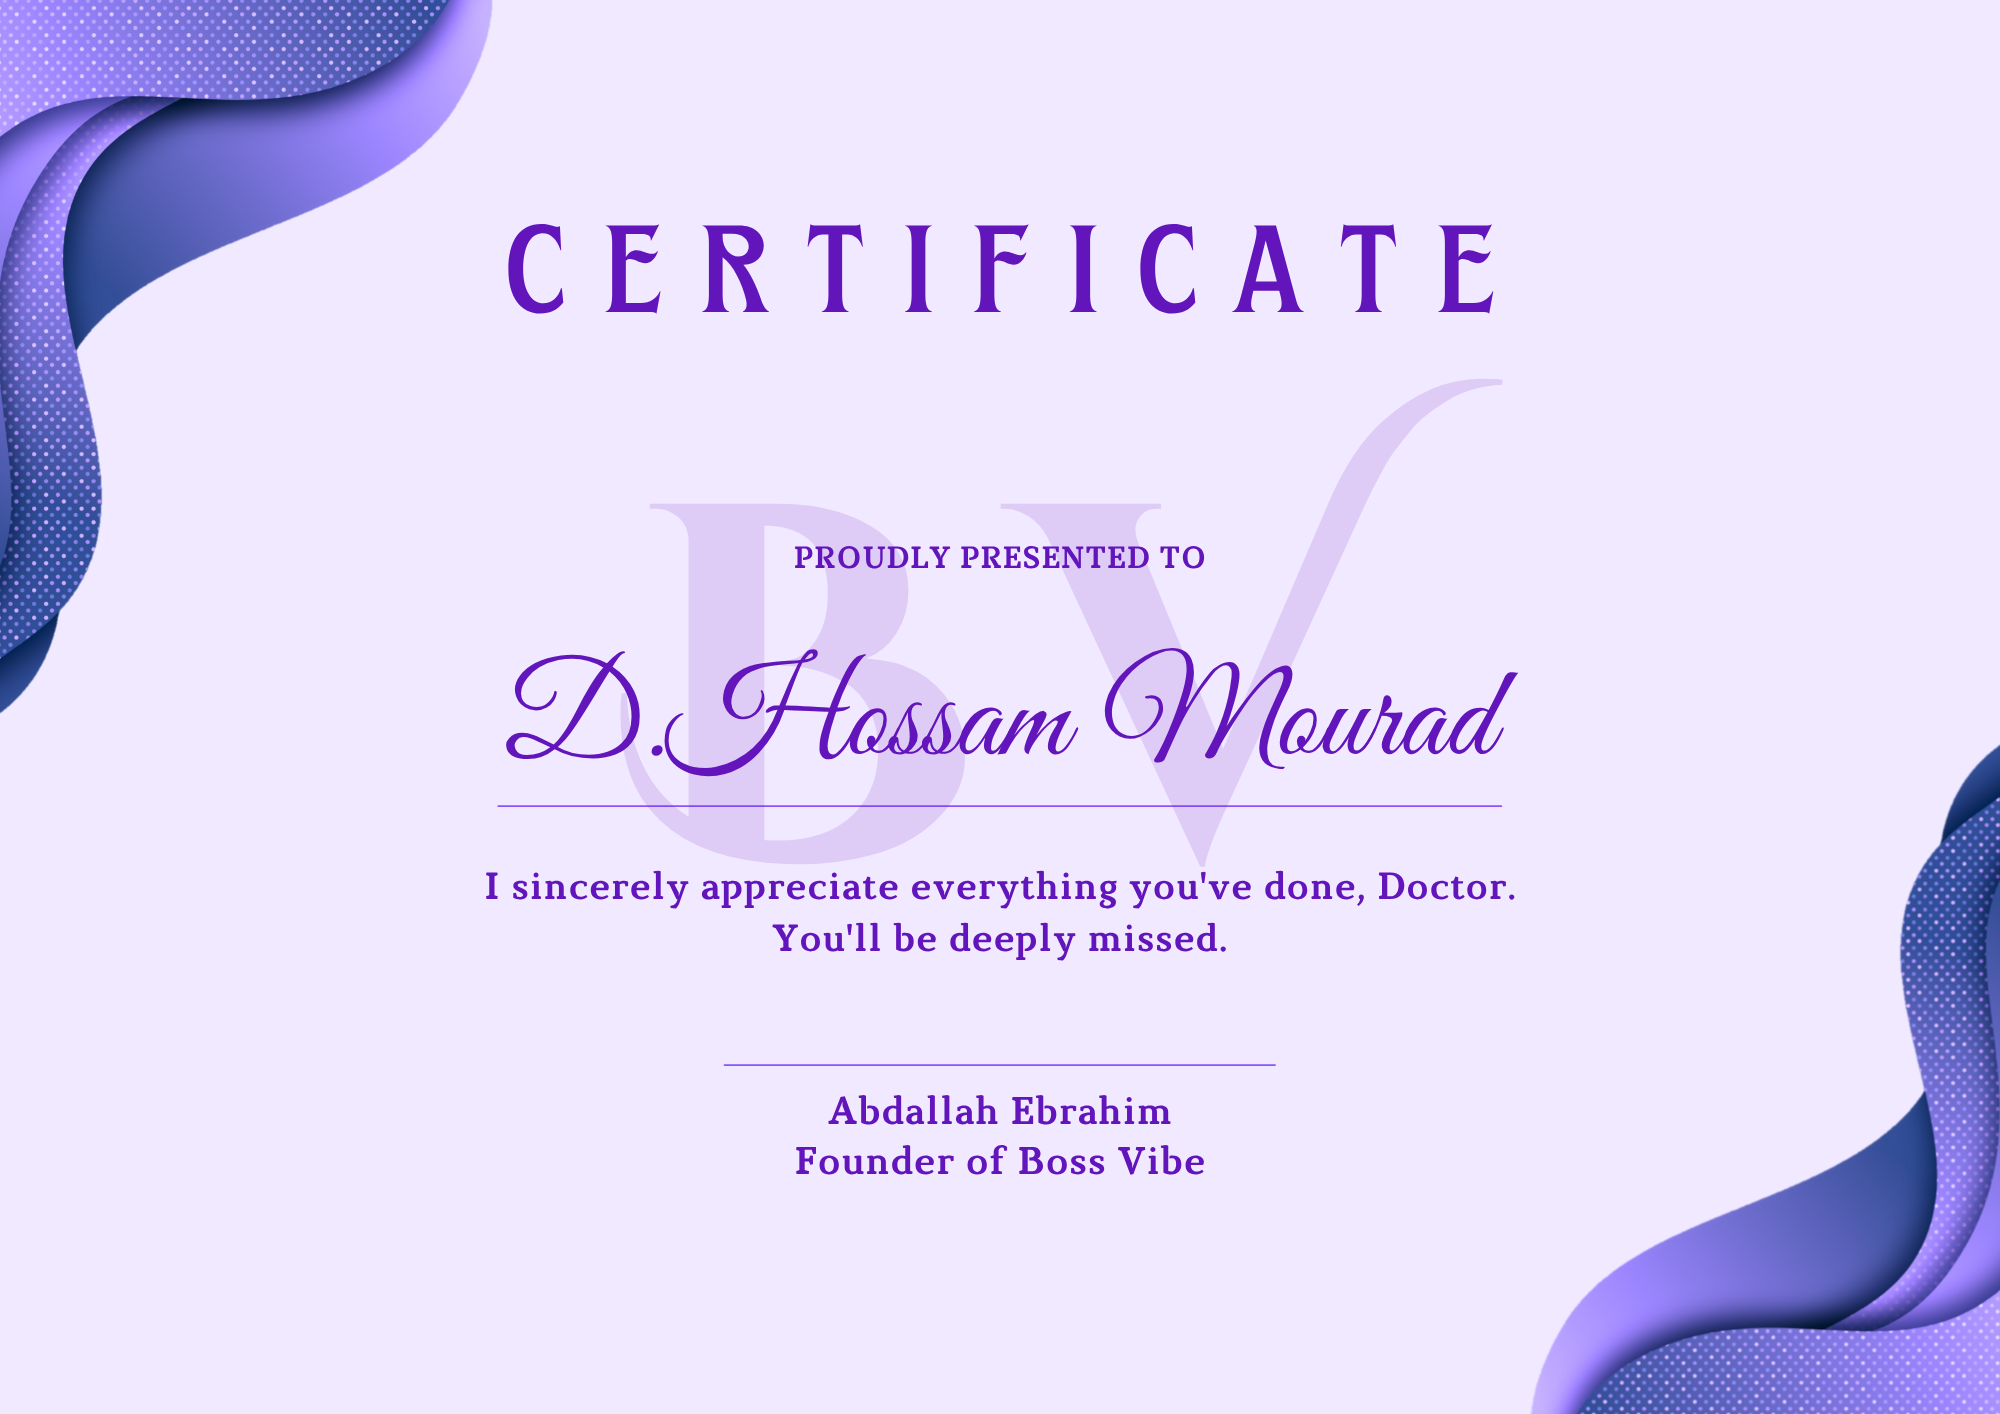 CERTIFICATE
BV
PROUDLY PRESENTED TO
D.Hossam Mourad
I sincerely appreciate everything you've done, Doctor.
You'll be deeply missed.
Abdallah Ebrahim
Founder of Boss Vibe